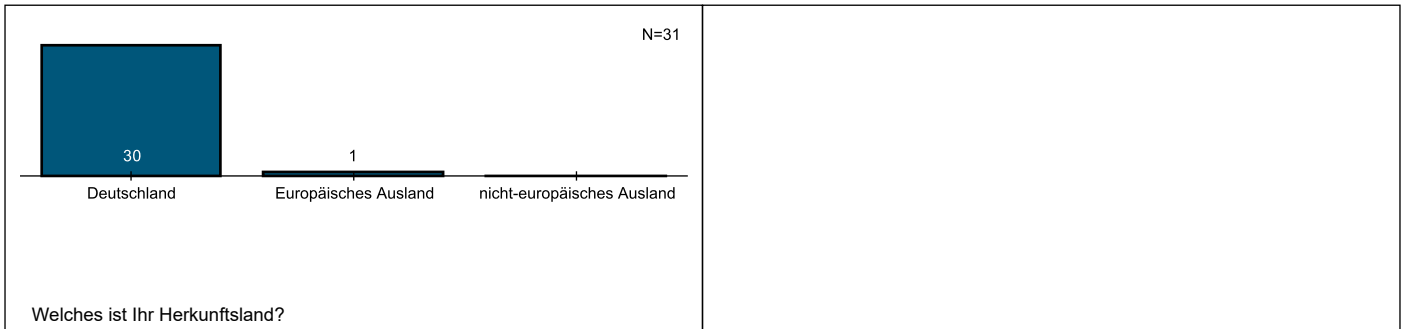 N=31
30
1
Deutschland
Europäisches Ausland
nicht-europäisches Ausland
Welches ist Ihr Herkunftsland?